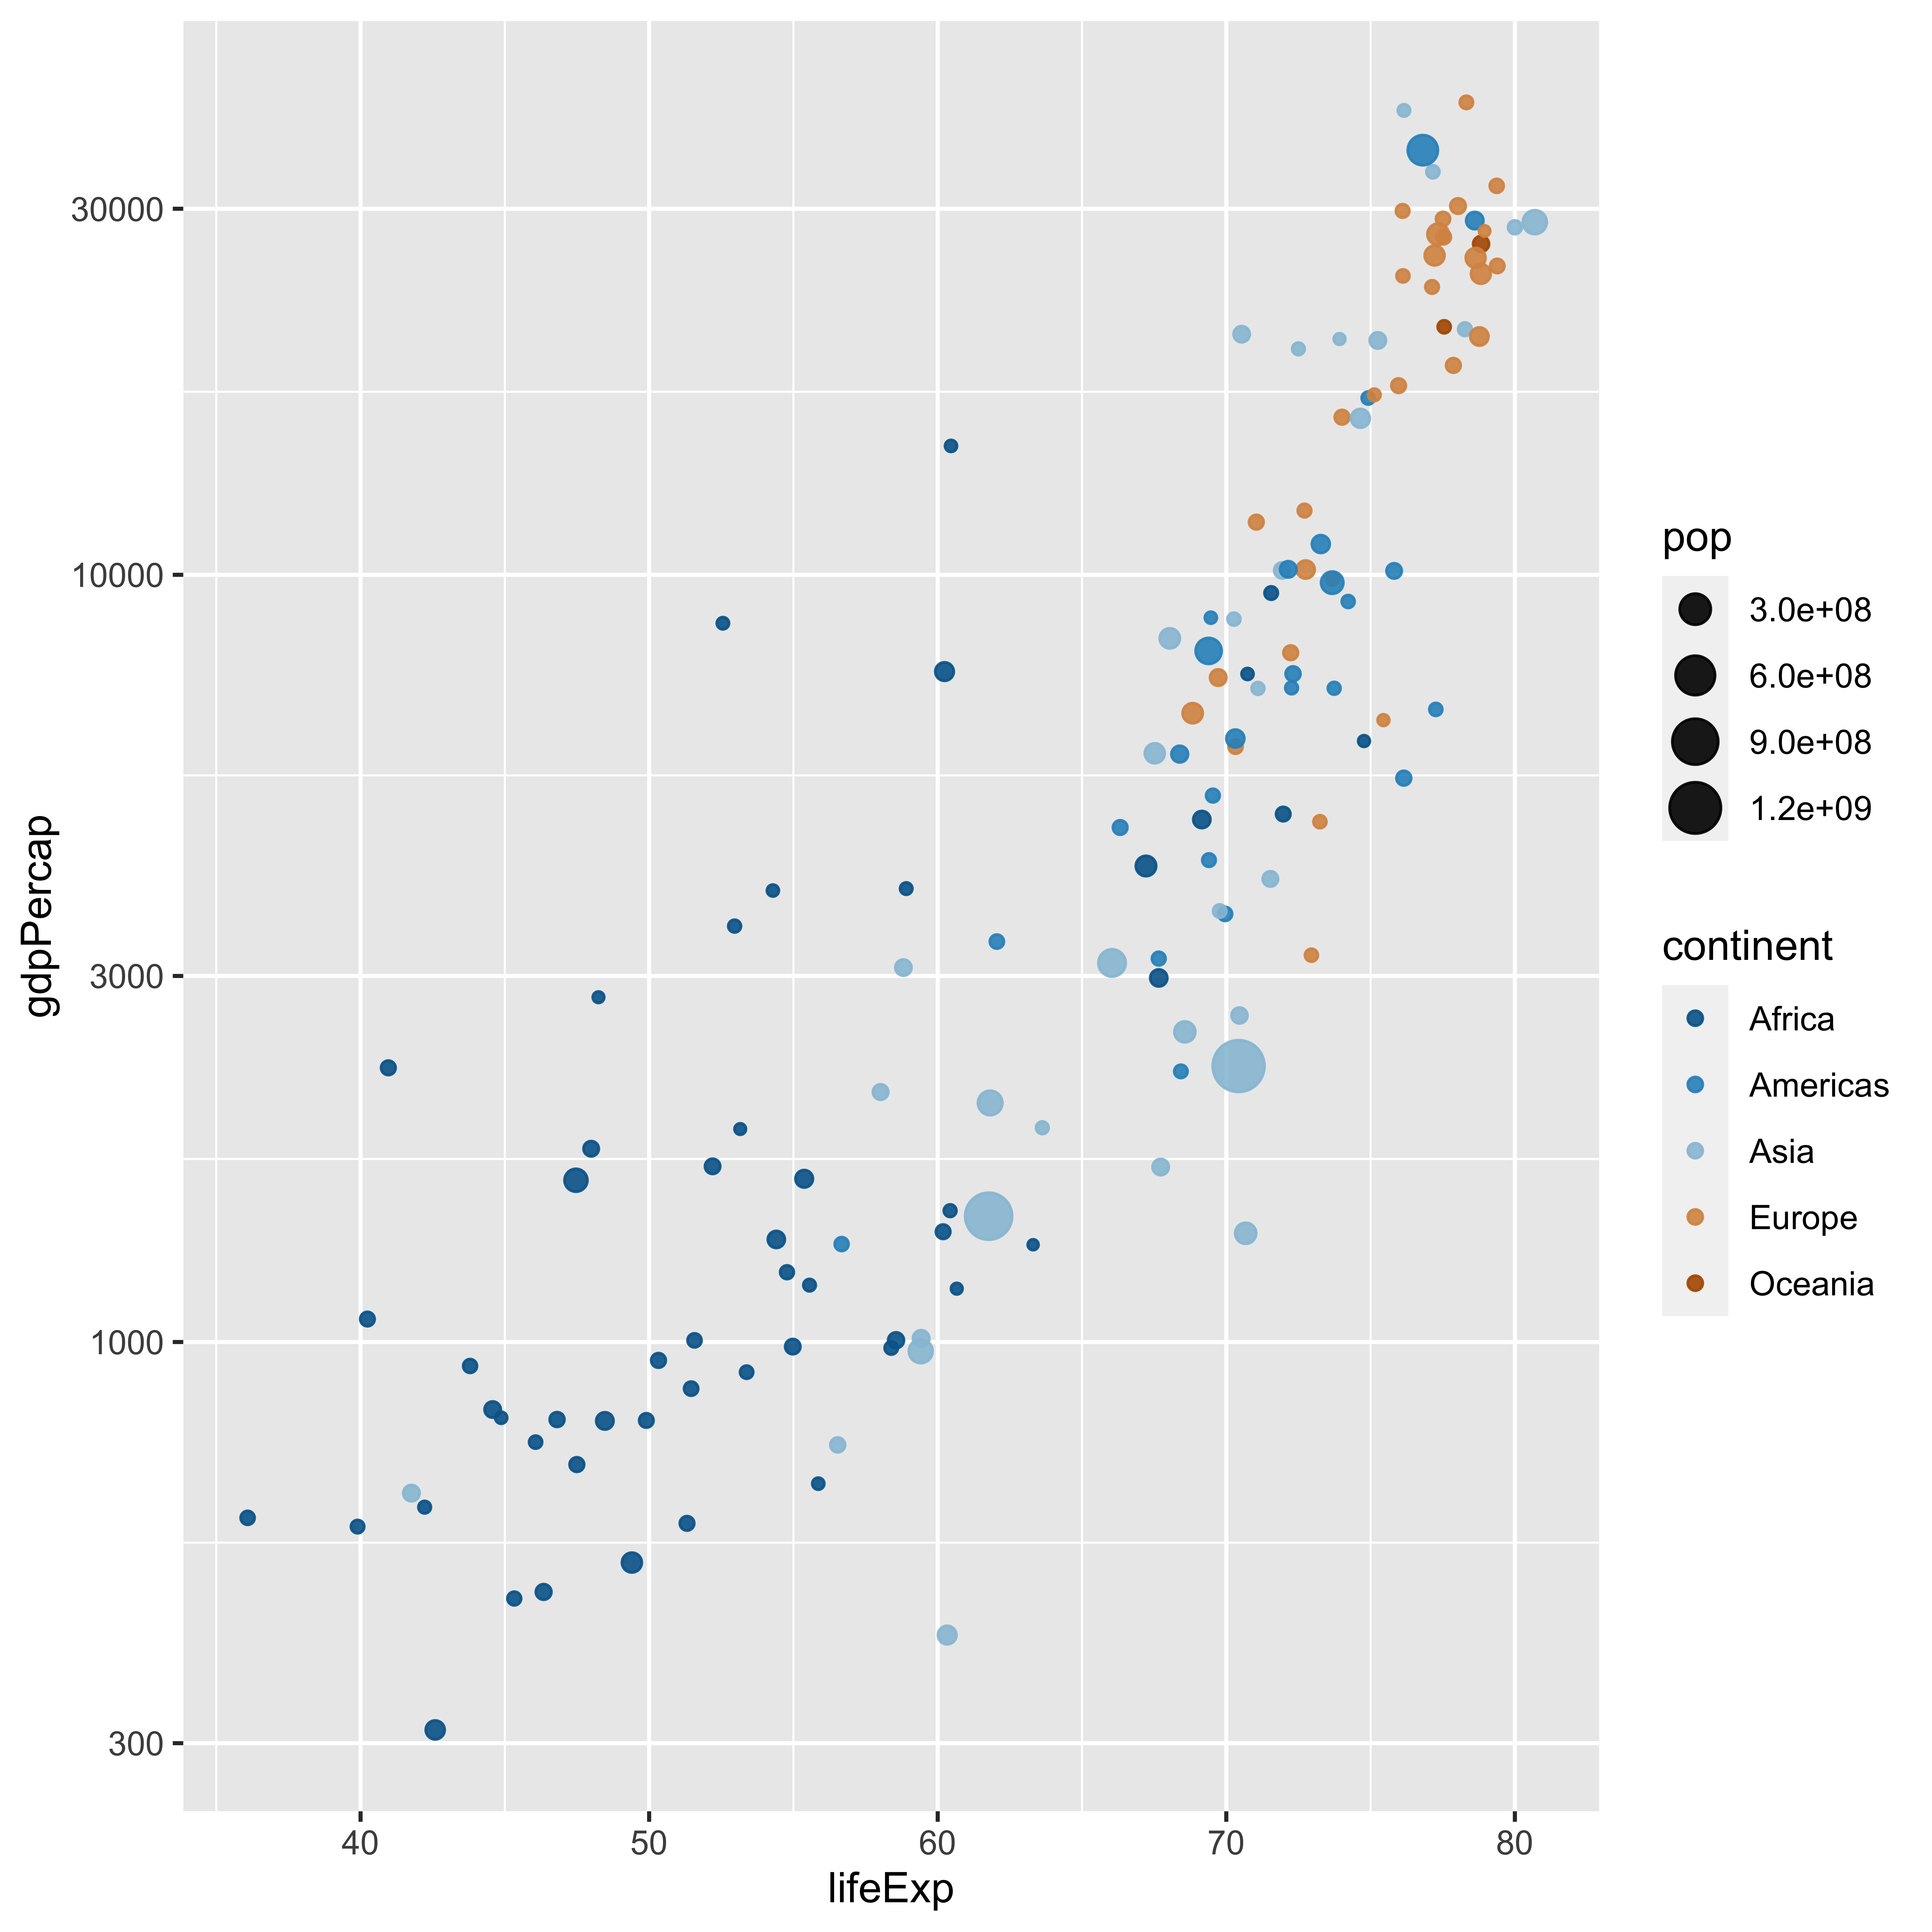 gdpPercap
30000
10000
3000
1000
300
40 50 60 70 80
lifeExp
pop
3.0e+08
6.0e+08
9.0e+08
1.2e+09
continent
Africa
Americas
Asia
Europe
Oceania